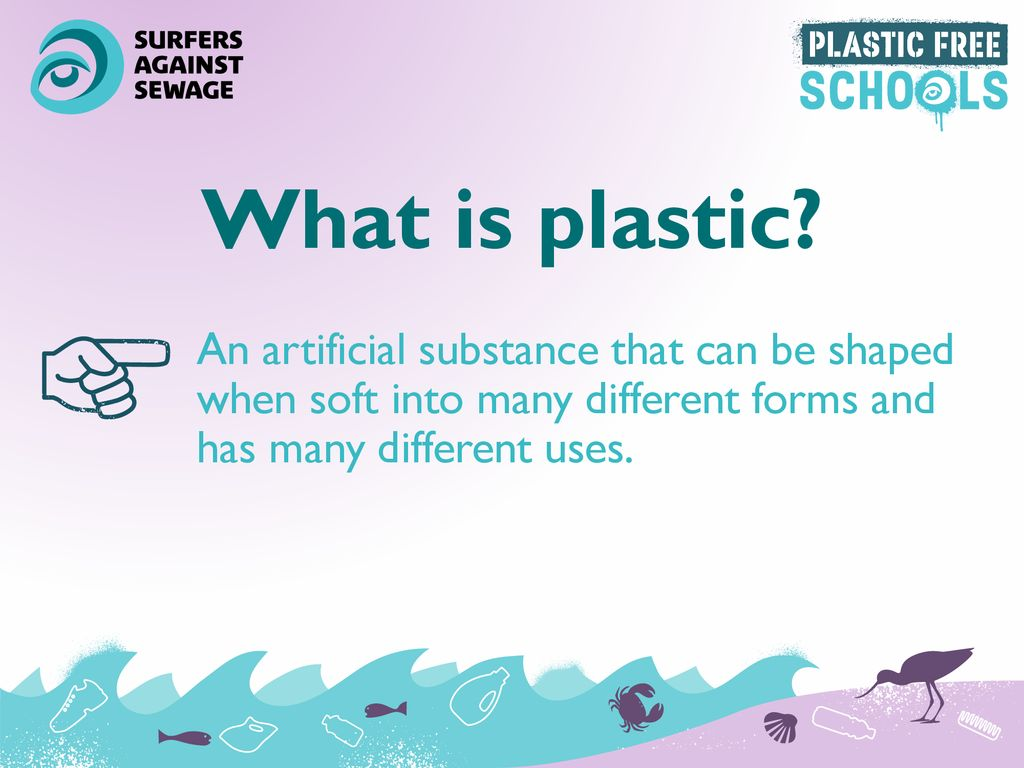 SURFERS
AGAINST
SEWAGE
PLASTIC FREE
SCHOOLS
What is plastic?
An artificial substance that can be shaped
when soft into many different forms and
has many different uses.